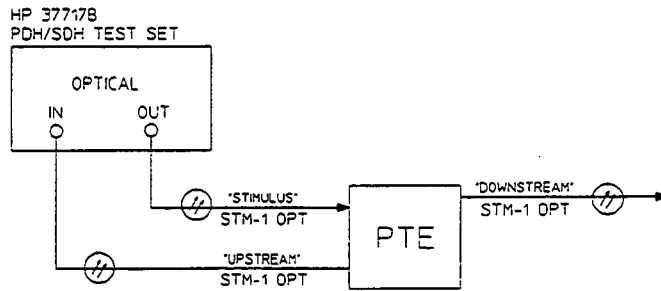 HP 37717B
PDH/SDH TEST SET
OPTICAL
IN OUT
"STIMULUS"
STM-1 OPT
"DOWNSTREAM"
STM-1 OPT
PTE
"UPSTREAM"
STM-1 OPT